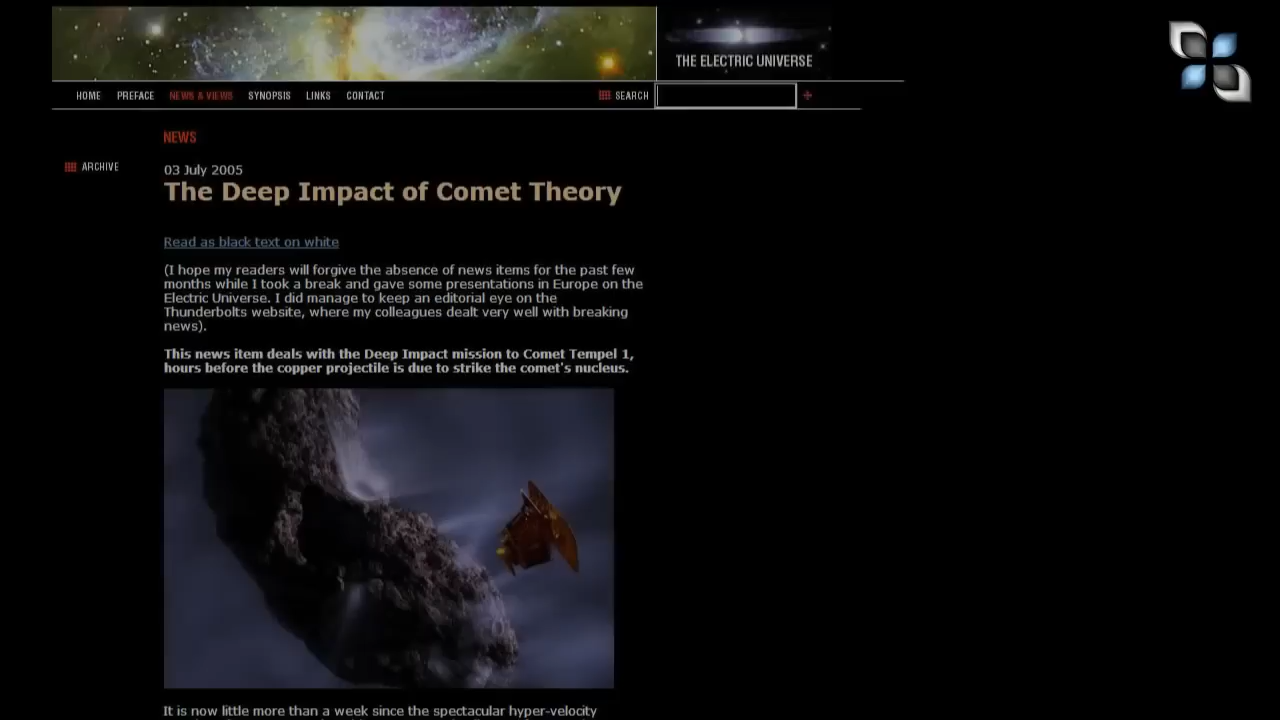 THE ELECTRIC UNIVERSE
HOME PREFACE NEWS & VIEWS SYNOPSIS LINKS CONTACT SEARCH
NEWS
ARCHIVE
03 July 2005
The Deep Impact of Comet Theory
Read as black text on white
(I hope my readers will forgive the absence of news items for the past few
months while I took a break and gave some presentations in Europe on the
Electric Universe. I did manage to keep an editorial eye on the
Thunderbolts website, where my colleagues dealt very well with breaking
news).
This news item deals with the Deep Impact mission to Comet Tempel 1,
hours before the copper projectile is due to strike the comet's nucleus.
It is now little more than a week since the spectacular hyper-velocity